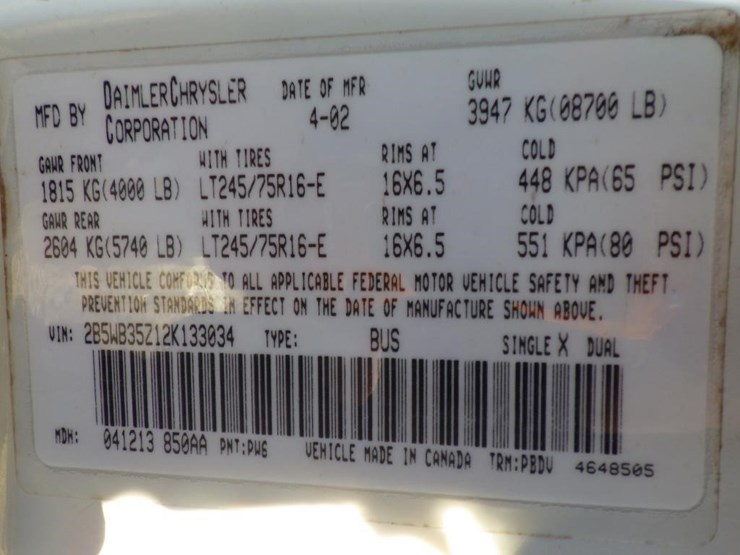 MFD BY DAIMLERCHRYSLER CORPORATION DATE OF MFR 4-02 GVWR 3947 KG(08700 LB)
GAWR FRONT WITH TIRES RIMS AT COLD
1815 KG(4000 LB) LT245/75R16-E 16X6.5 448 KPA(65 PSI)
GAWR REAR WITH TIRES RIMS AT COLD
2604 KG(5740 LB) LT245/75R16-E 16X6.5 551 KPA(80 PSI)
THIS VEHICLE CONFORMS TO ALL APPLICABLE FEDERAL MOTOR VEHICLE SAFETY AND THEFT
PREVENTION STANDARDS IN EFFECT ON THE DATE OF MANUFACTURE SHOWN ABOVE.
VIN: 2B5WB35Z12K133034 TYPE: BUS SINGLE X DUAL
MDH: 041213 850AA PNT:PW6 VEHICLE MADE IN CANADA TRM:PBDV 4648505